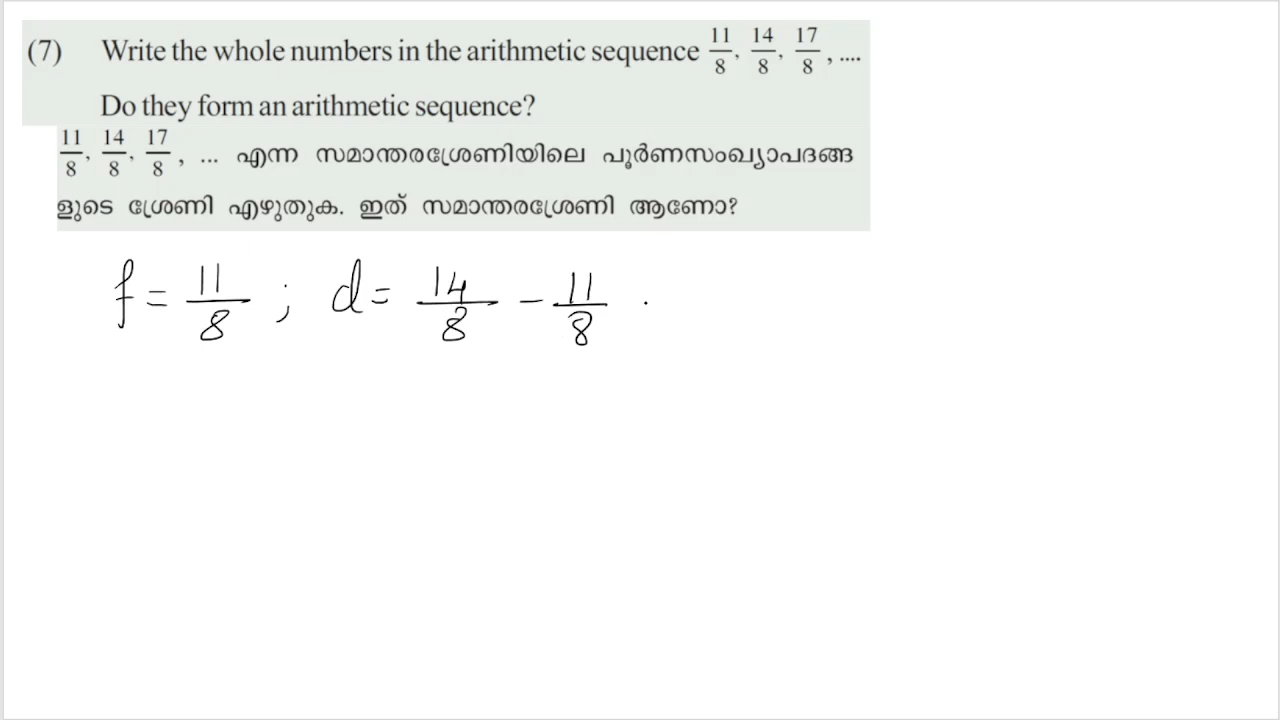 (7) Write the whole numbers in the arithmetic sequence 11/8, 14/8, 17/8, ....
Do they form an arithmetic sequence?
11/8, 14/8, 17/8, ... എന്ന സമാന്തരശ്രേണിയിലെ പൂർണസംഖ്യാപദങ്ങ
ളുടെ ശ്രേണി എഴുതുക. ഇത് സമാന്തരശ്രേണി ആണോ?
f = 11/8 ; d = 14/8 - 11/8 .